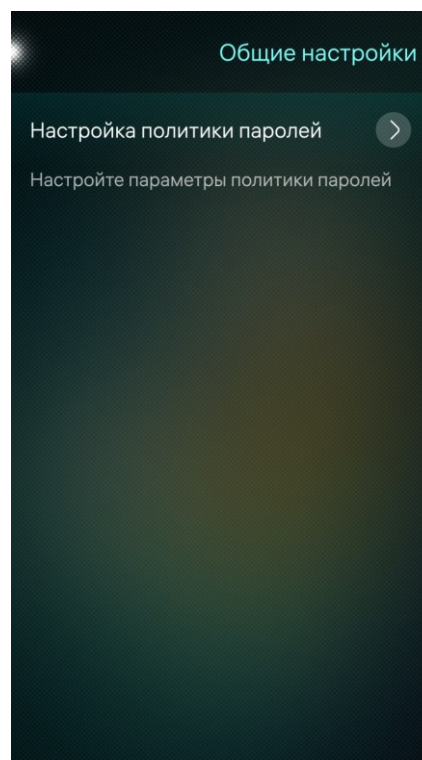 Общие настройки
Настройка политики паролей
Настройте параметры политики паролей